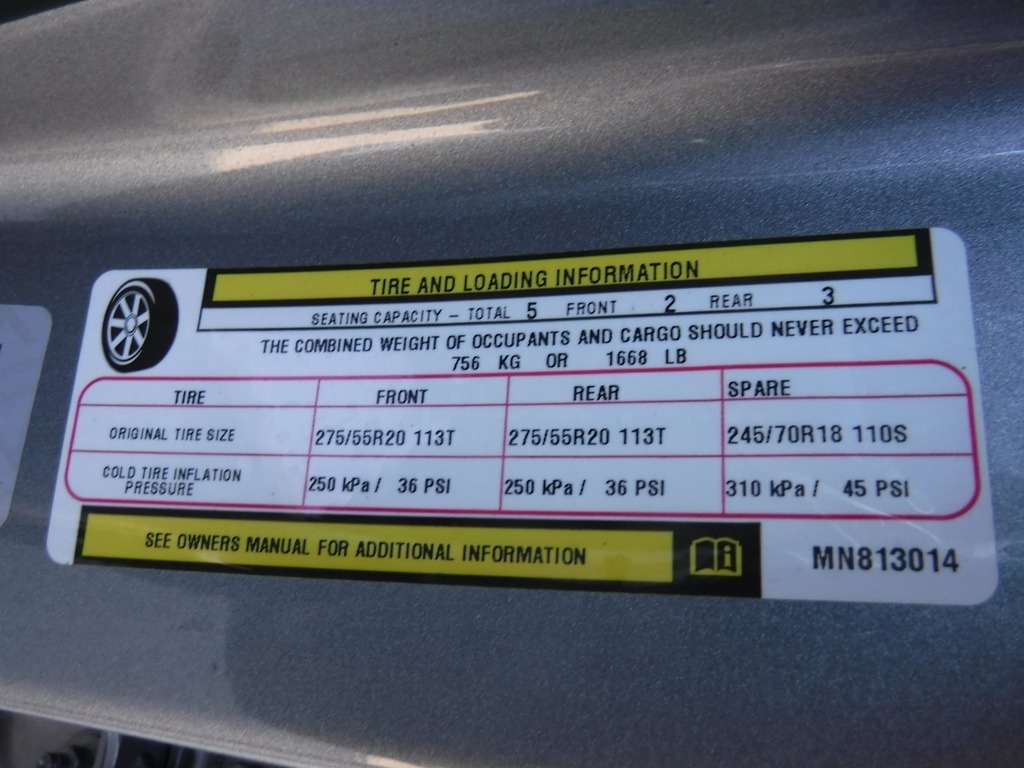 TIRE AND LOADING INFORMATION
SEATING CAPACITY – TOTAL 5 FRONT 2 REAR 3
THE COMBINED WEIGHT OF OCCUPANTS AND CARGO SHOULD NEVER EXCEED
756 KG OR 1668 LB
TIRE FRONT REAR SPARE
ORIGINAL TIRE SIZE 275/55R20 113T 275/55R20 113T 245/70R18 110S
COLD TIRE INFLATION
PRESSURE 250 kPa / 36 PSI 250 kPa / 36 PSI 310 kPa / 45 PSI
SEE OWNERS MANUAL FOR ADDITIONAL INFORMATION
MN813014